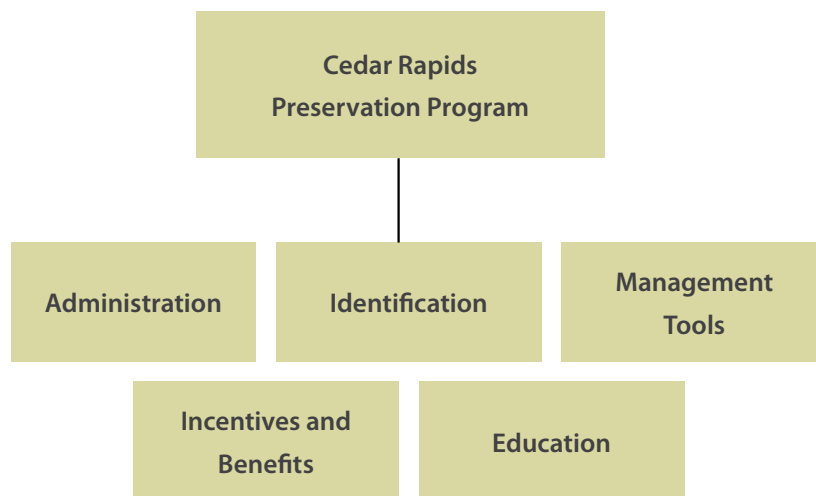 Cedar Rapids
Preservation Program
Administration
Identification
Management
Tools
Incentives and
Benefits
Education